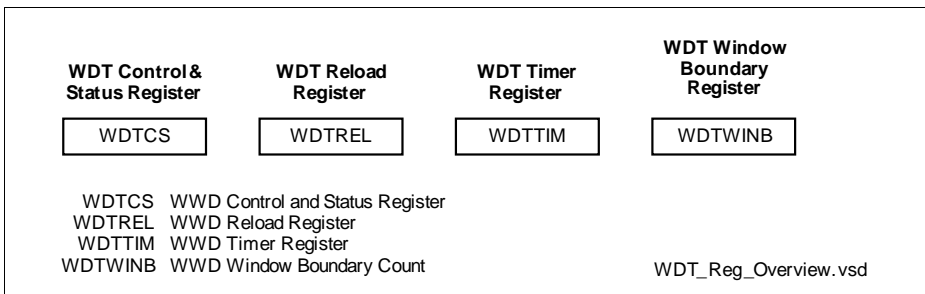 WDT Control &
Status Register
WDT Reload
Register
WDT Timer
Register
WDT Window
Boundary
Register
WDTCS
WDTREL
WDTTIM
WDTWINB
WDTCS WWD Control and Status Register
WDTREL WWD Reload Register
WDTTIM WWD Timer Register
WDTWINB WWD Window Boundary Count
WDT_Reg_Overview.vsd